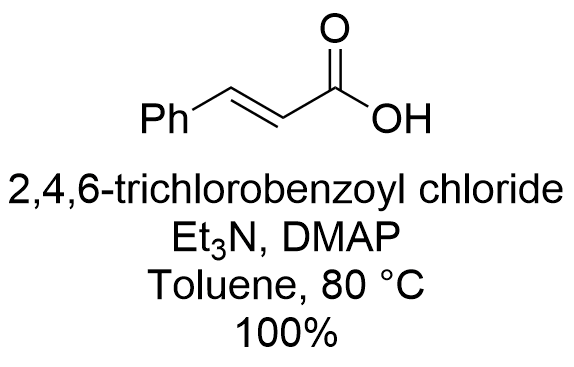 O
Ph
OH
2,4,6-trichlorobenzoyl chloride
Et₃N, DMAP
Toluene, 80 °C
100%